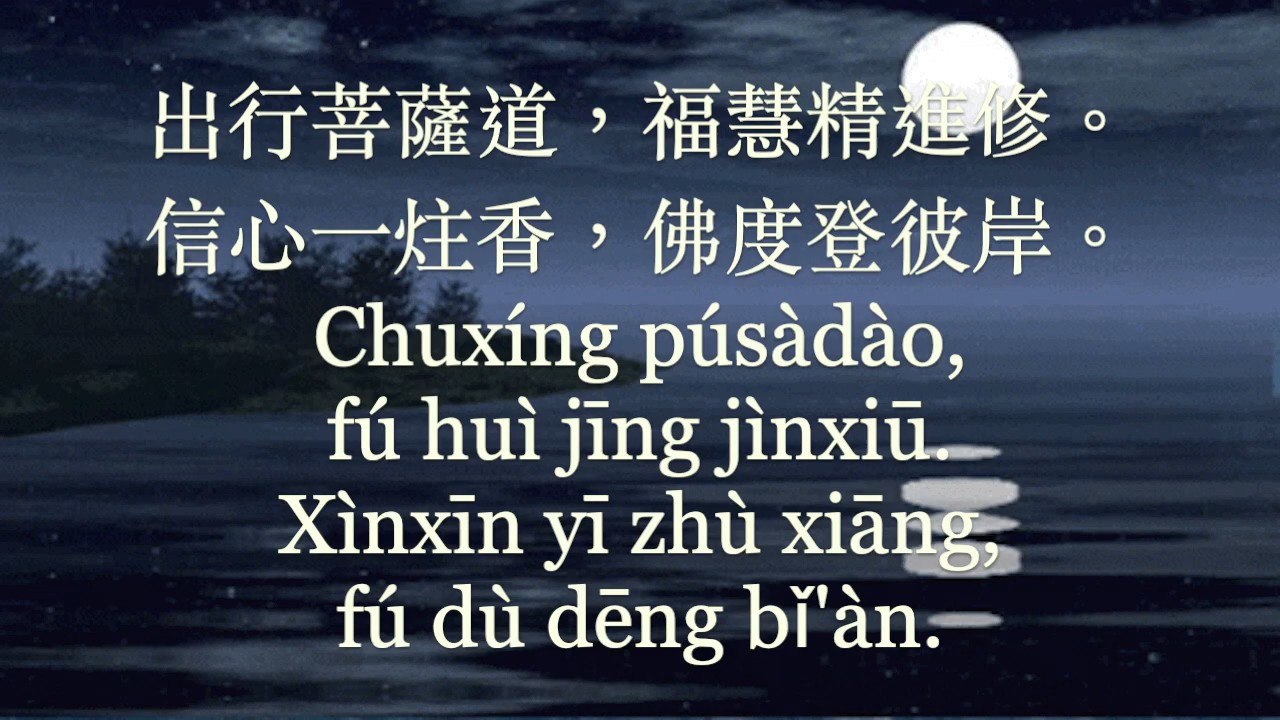 出行菩薩道，福慧精進修。
信心一炷香，佛度登彼岸。
Chuxíng púsàdào,
fú huì jīng jìnxiū.
Xìnxīn yī zhù xiāng,
fú dù dēng bǐ'àn.